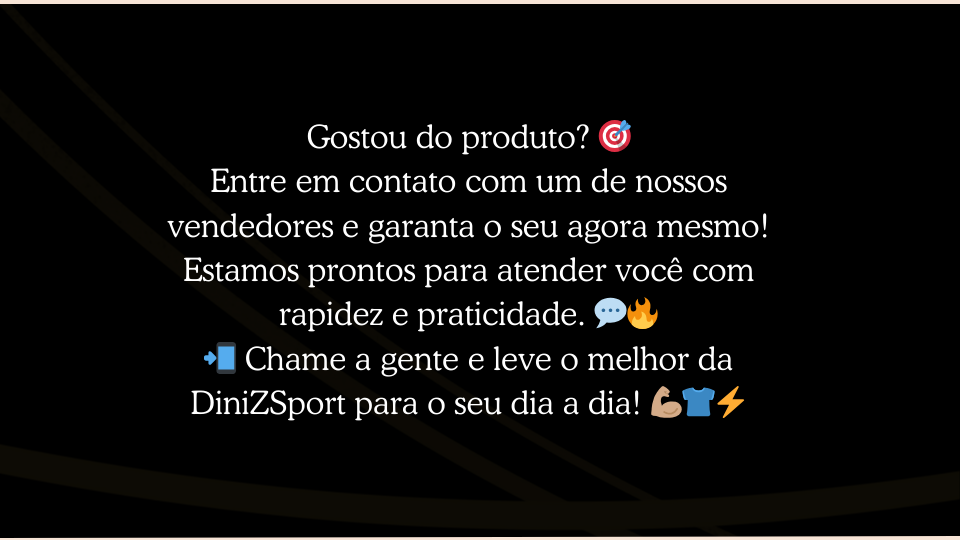 Gostou do produto? 🎯
Entre em contato com um de nossos
vendedores e garanta o seu agora mesmo!
Estamos prontos para atender você com
rapidez e praticidade. 💬🔥
📲 Chame a gente e leve o melhor da
DiniZSport para o seu dia a dia! 💪🏽👕⚡